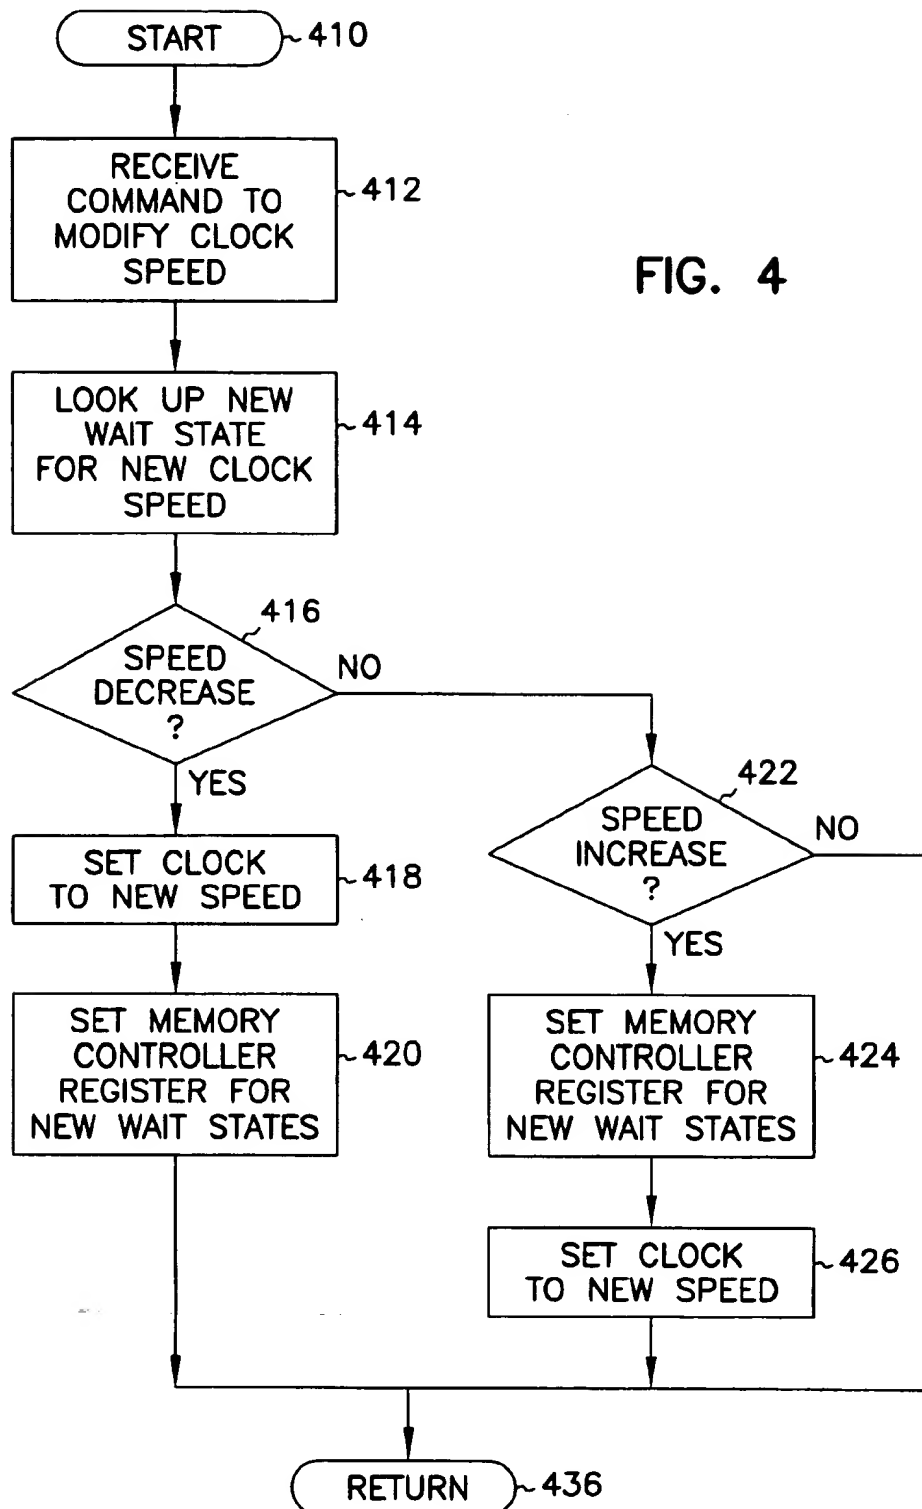 START
410
RECEIVE
COMMAND TO
MODIFY CLOCK
SPEED
412
FIG. 4
LOOK UP NEW
WAIT STATE
FOR NEW CLOCK
SPEED
414
416
SPEED
DECREASE
?
NO
YES
422
SPEED
INCREASE
?
NO
YES
SET CLOCK
TO NEW SPEED
418
SET MEMORY
CONTROLLER
REGISTER FOR
NEW WAIT STATES
420
SET MEMORY
CONTROLLER
REGISTER FOR
NEW WAIT STATES
424
SET CLOCK
TO NEW SPEED
426
RETURN
436